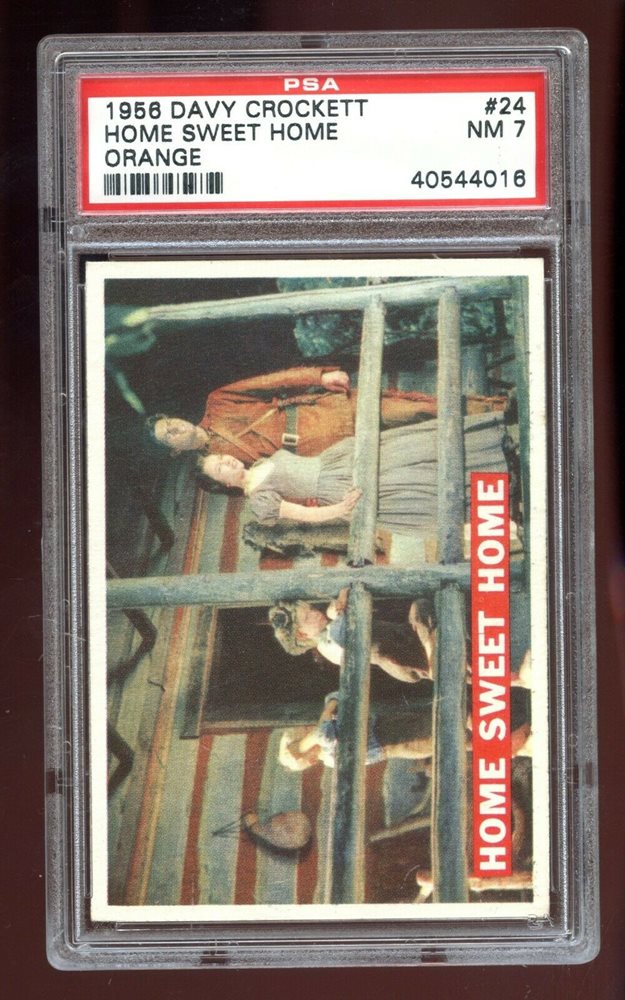 PSA
1956 DAVY CROCKETT #24
HOME SWEET HOME NM 7
ORANGE
40544016
HOME SWEET HOME